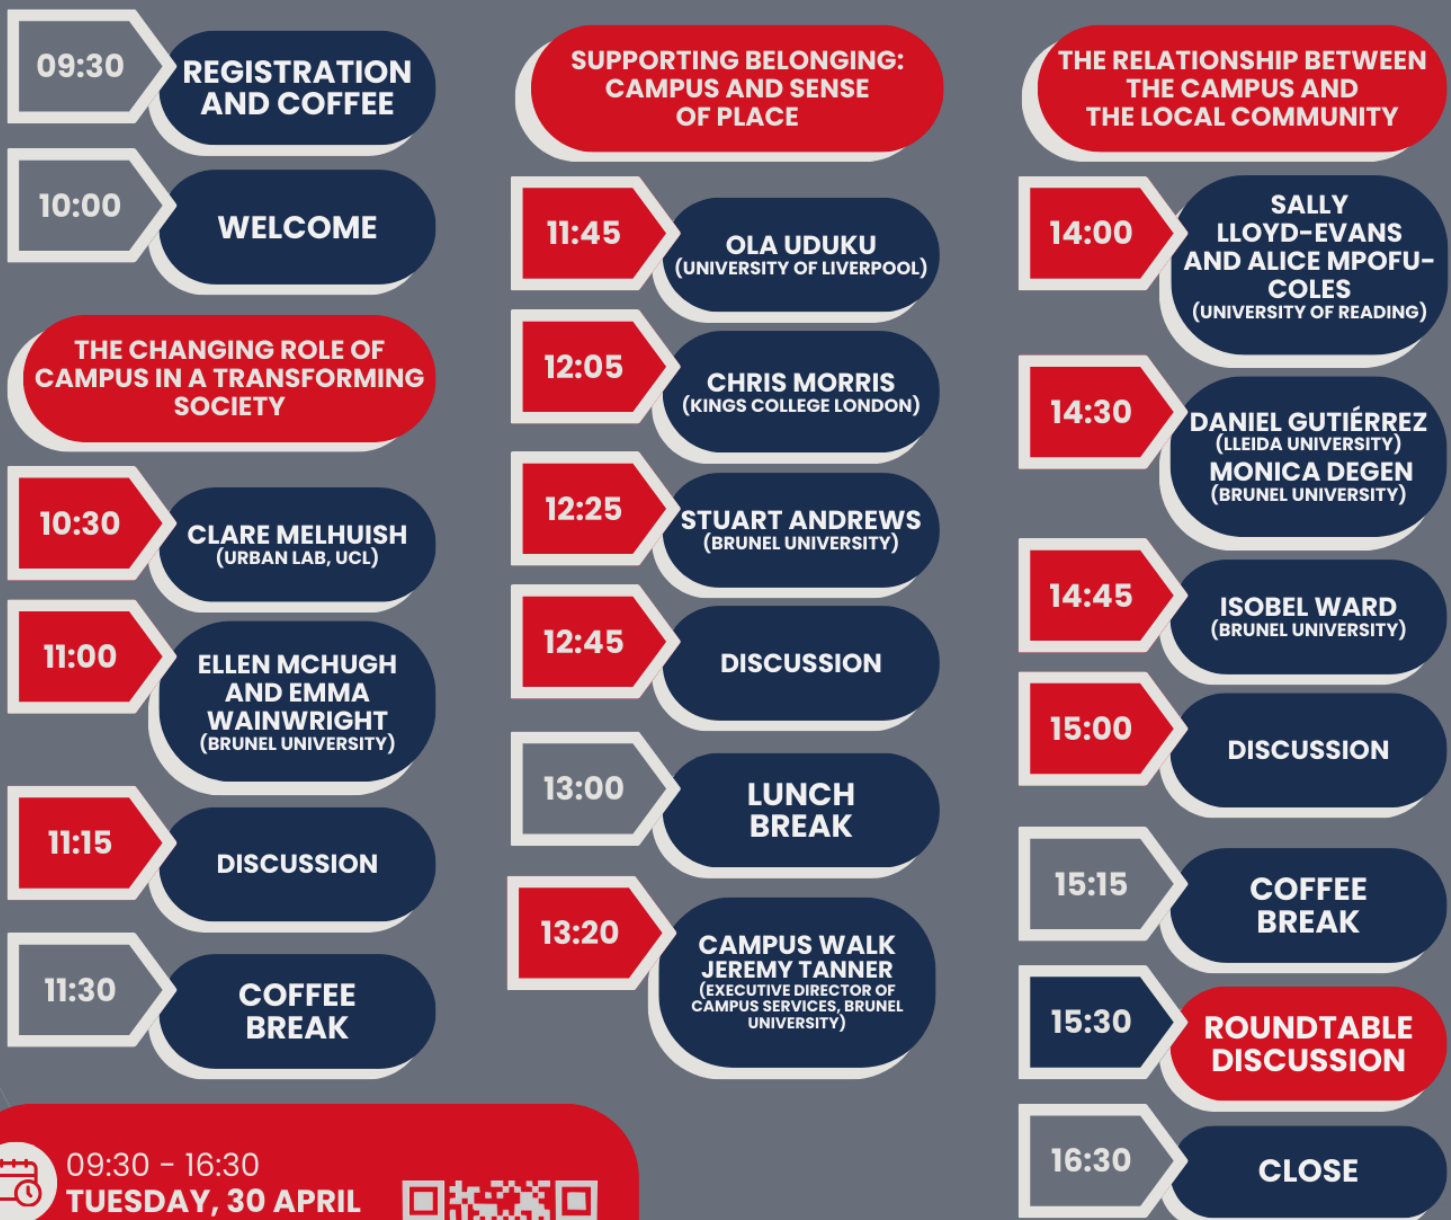 09:30
REGISTRATION
AND COFFEE
10:00
WELCOME
THE CHANGING ROLE OF
CAMPUS IN A TRANSFORMING
SOCIETY
10:30
CLARE MELHUISH
(URBAN LAB, UCL)
11:00
ELLEN MCHUGH
AND EMMA
WAINWRIGHT
(BRUNEL UNIVERSITY)
11:15
DISCUSSION
11:30
COFFEE
BREAK
SUPPORTING BELONGING:
CAMPUS AND SENSE
OF PLACE
11:45
OLA UDUKU
(UNIVERSITY OF LIVERPOOL)
12:05
CHRIS MORRIS
(KINGS COLLEGE LONDON)
12:25
STUART ANDREWS
(BRUNEL UNIVERSITY)
12:45
DISCUSSION
13:00
LUNCH
BREAK
13:20
CAMPUS WALK
JEREMY TANNER
(EXECUTIVE DIRECTOR OF
CAMPUS SERVICES, BRUNEL
UNIVERSITY)
THE RELATIONSHIP BETWEEN
THE CAMPUS AND
THE LOCAL COMMUNITY
14:00
SALLY
LLOYD-EVANS
AND ALICE MPOFU-
COLES
(UNIVERSITY OF READING)
14:30
DANIEL GUTIÉRREZ
(LLEIDA UNIVERSITY)
MONICA DEGEN
(BRUNEL UNIVERSITY)
14:45
ISOBEL WARD
(BRUNEL UNIVERSITY)
15:00
DISCUSSION
15:15
COFFEE
BREAK
15:30
ROUNDTABLE
DISCUSSION
16:30
CLOSE
09:30 - 16:30
TUESDAY, 30 APRIL